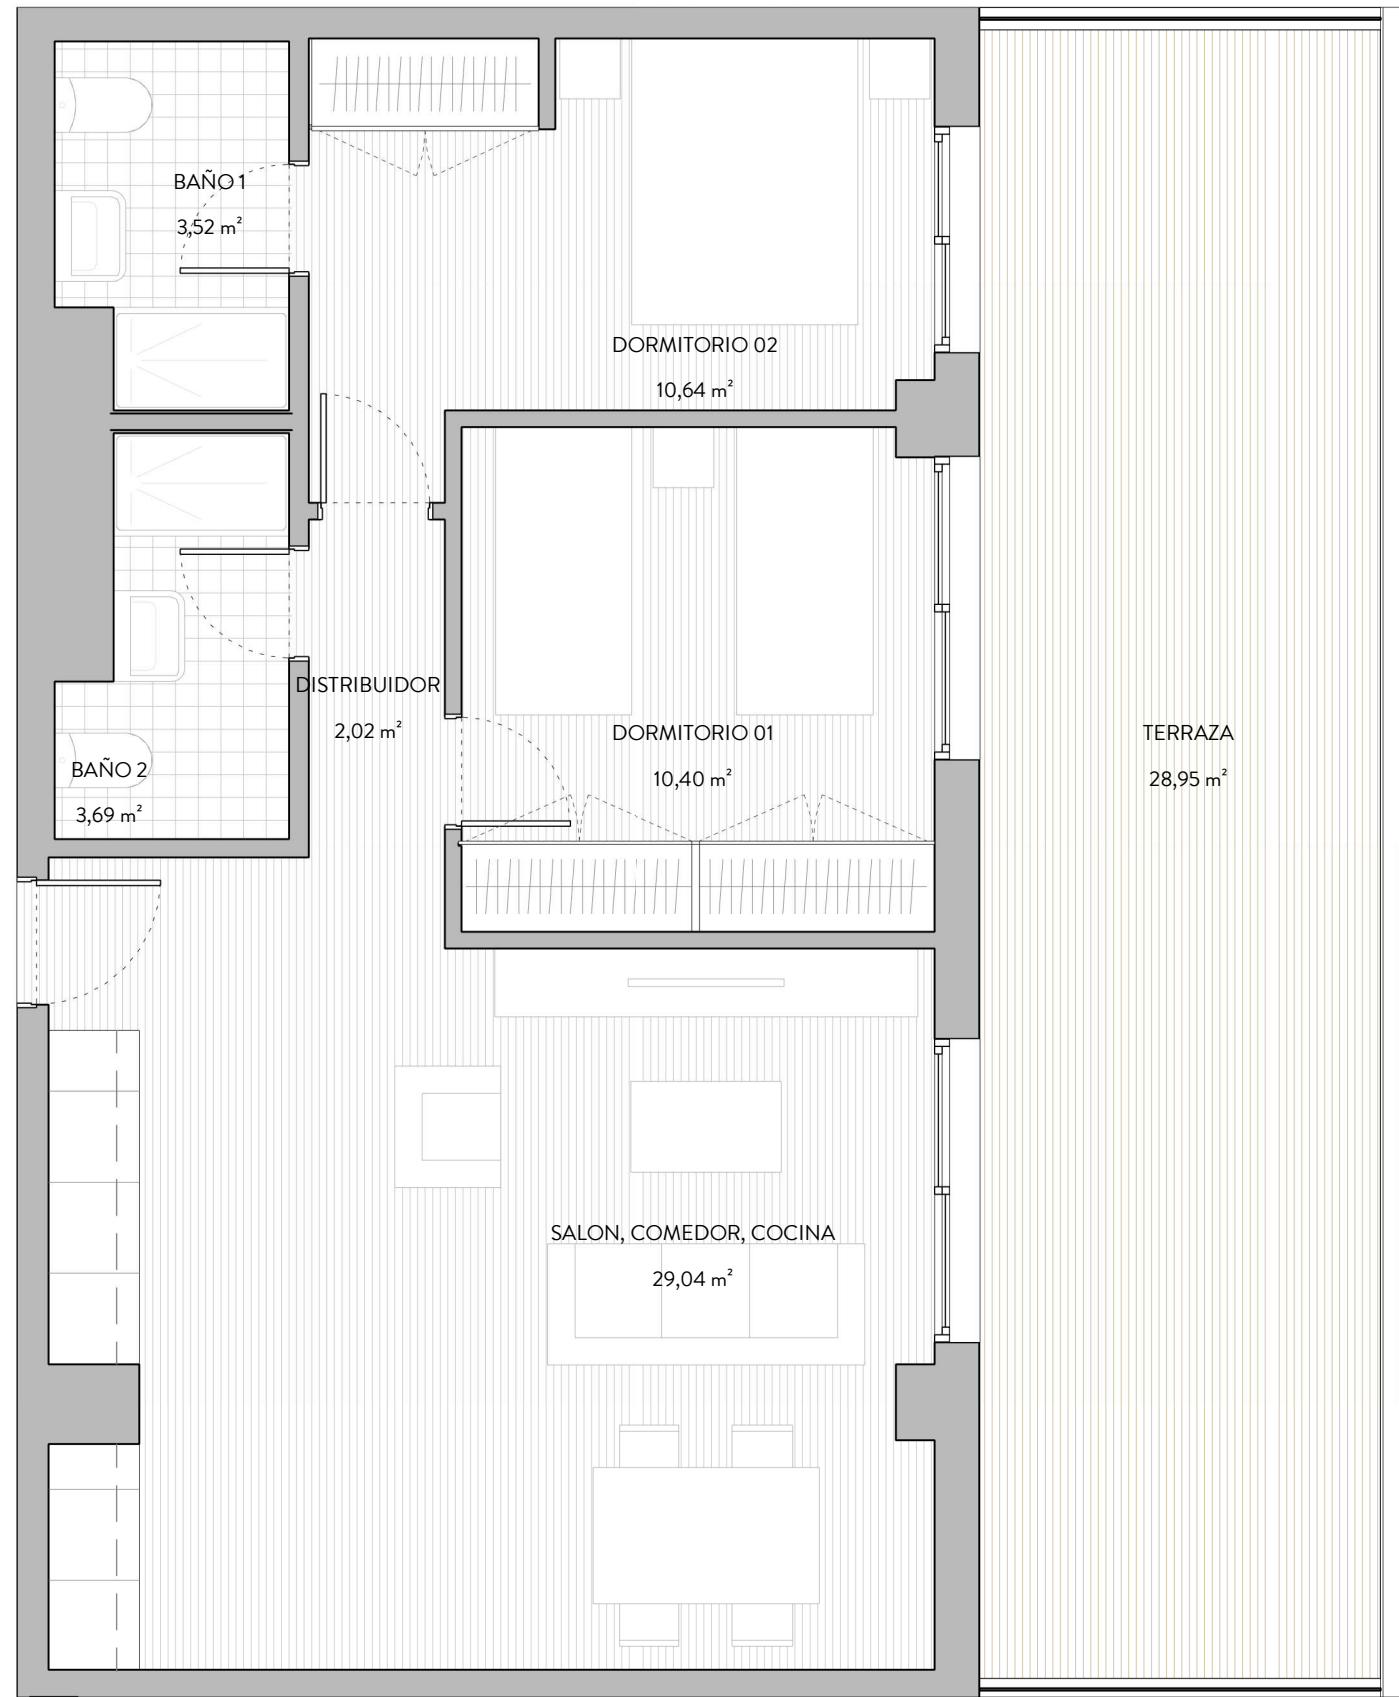 BAÑO 1
3,52 m²
DORMITORIO 02
10,64 m²
DISTRIBUIDOR
2,02 m²
DORMITORIO 01
10,40 m²
TERRAZA
28,95 m²
BAÑO 2
3,69 m²
SALON, COMEDOR, COCINA
29,04 m²